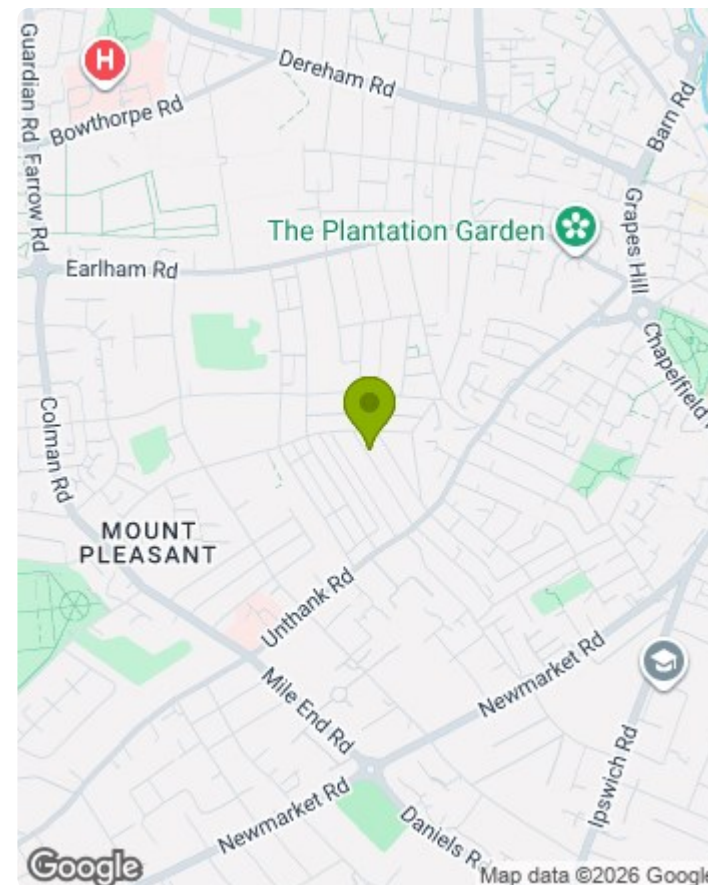 Guardian Rd
Dereham Rd
H
Bowthorpe Rd
Barn Rd
Farrow Rd
Grapes Hill
The Plantation Garden
Earlham Rd
Chapelfield
Colman Rd
MOUNT
PLEASANT
Unthank Rd
Newmarket Rd
Mile End Rd
Ipswich Rd
Newmarket Rd
Daniels R
Google
Map data ©2026 Google